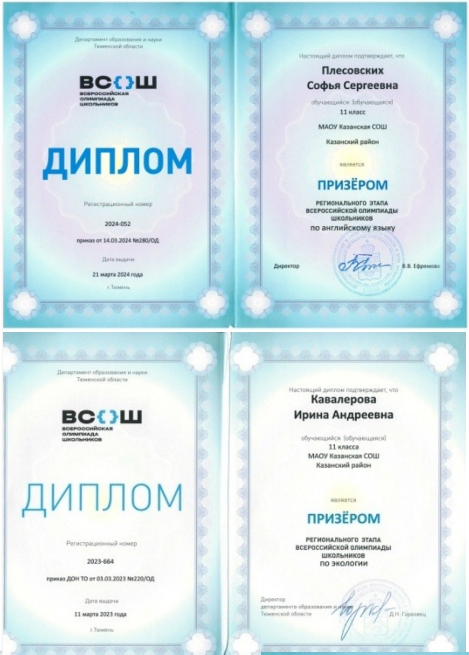 Департамент образования и науки
Тюменской области
ВСОШ
ВСЕРОССИЙСКАЯ
ОЛИМПИАДА
ШКОЛЬНИКОВ
ДИПЛОМ
Регистрационный номер
2024-052
приказ от 14.03.2024 №280/ОД
Дата выдачи
21 марта 2024 года
г.Тюмень
Настоящий диплом подтверждает, что
Плесовских
Софья Сергеевна
обучающийся (обучающаяся)
11 класс
МАОУ Казанская СОШ
Казанский район
является
ПРИЗЁРОМ
РЕГИОНАЛЬНОГО ЭТАПА
ВСЕРОССИЙСКОЙ ОЛИМПИАДЫ
ШКОЛЬНИКОВ
по английскому языку
Директор
В.В. Ефремова
Департамент образования и науки
Тюменской области
ВСОШ
ВСЕРОССИЙСКАЯ
ОЛИМПИАДА
ШКОЛЬНИКОВ
ДИПЛОМ
Регистрационный номер
2023-664
приказ ДОН ТО от 03.03.2023 №220/ОД
Дата выдачи
11 марта 2023 года
г.Тюмень
Настоящий диплом подтверждает, что
Кавалерова
Ирина Андреевна
обучающийся (обучающаяся)
11 класса
МАОУ Казанская СОШ
Казанский район
является
ПРИЗЁРОМ
РЕГИОНАЛЬНОГО ЭТАПА
ВСЕРОССИЙСКОЙ ОЛИМПИАДЫ
ШКОЛЬНИКОВ
ПО ЭКОЛОГИИ
Директор
департамента образования и науки
Тюменской области